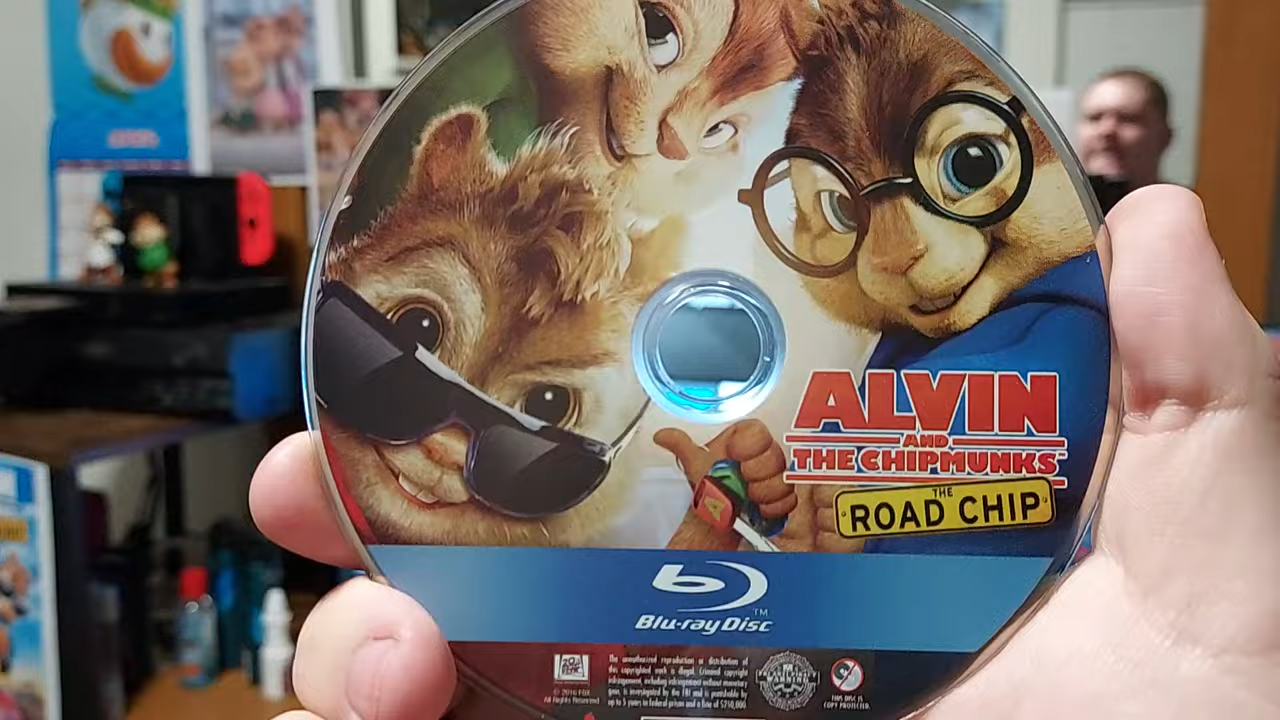 ALVIN
AND
THE CHIPMUNKS
THE
ROAD CHIP
A
Blu-ray Disc
TM
© 2016 FOX
All Rights Reserved
The unauthorized reproduction or distribution of
this copyrighted work is illegal. Criminal copyright
infringement, including infringement without monetary
gain, is investigated by the FBI and is punishable by
up to 5 years in federal prison and a fine of $250,000
THIS DISC IS
COPY PROTECTED.